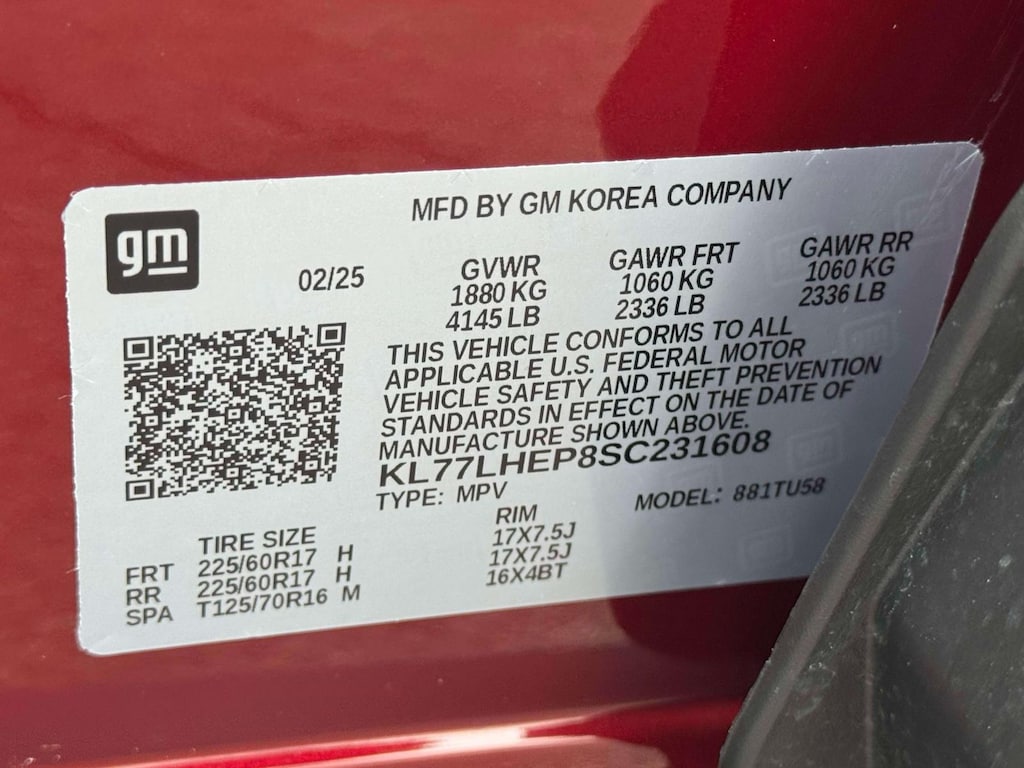 MFD BY GM KOREA COMPANY
gm
02/25
GVWR GAWR FRT GAWR RR
1880 KG 1060 KG 1060 KG
4145 LB 2336 LB 2336 LB
THIS VEHICLE CONFORMS TO ALL
APPLICABLE U.S. FEDERAL MOTOR
VEHICLE SAFETY AND THEFT PREVENTION
STANDARDS IN EFFECT ON THE DATE OF
MANUFACTURE SHOWN ABOVE.
KL77LHEP8SC231608
TYPE: MPV MODEL: 881TU58
TIRE SIZE RIM
FRT 225/60R17 H 17X7.5J
RR 225/60R17 H 17X7.5J
SPA T125/70R16 M 16X4BT